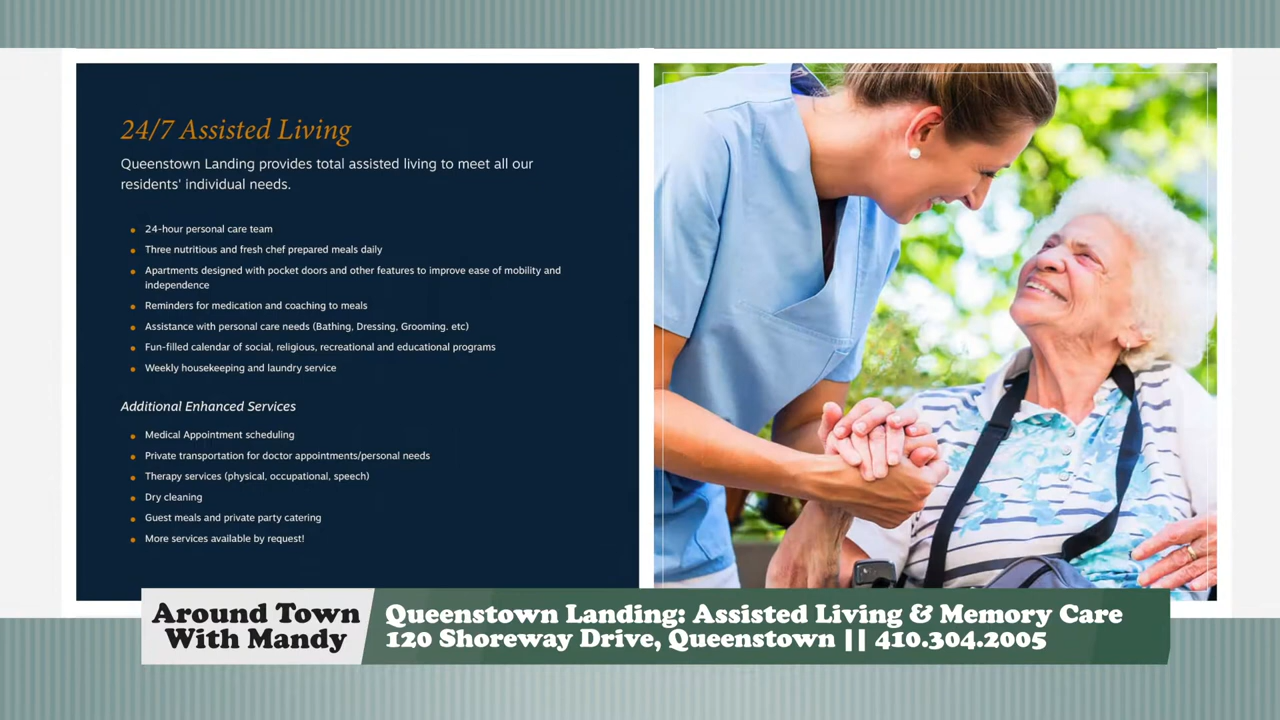 24/7 Assisted Living
Queenstown Landing provides total assisted living to meet all our
residents' individual needs.
24-hour personal care team
Three nutritious and fresh chef prepared meals daily
Apartments designed with pocket doors and other features to improve ease of mobility and
independence
Reminders for medication and coaching to meals
Assistance with personal care needs (Bathing, Dressing, Grooming. etc)
Fun-filled calendar of social, religious, recreational and educational programs
Weekly housekeeping and laundry service
Additional Enhanced Services
Medical Appointment scheduling
Private transportation for doctor appointments/personal needs
Therapy services (physical, occupational, speech)
Dry cleaning
Guest meals and private party catering
More services available by request!
Around Town
With Mandy
Queenstown Landing: Assisted Living & Memory Care
120 Shoreway Drive, Queenstown || 410.304.2005